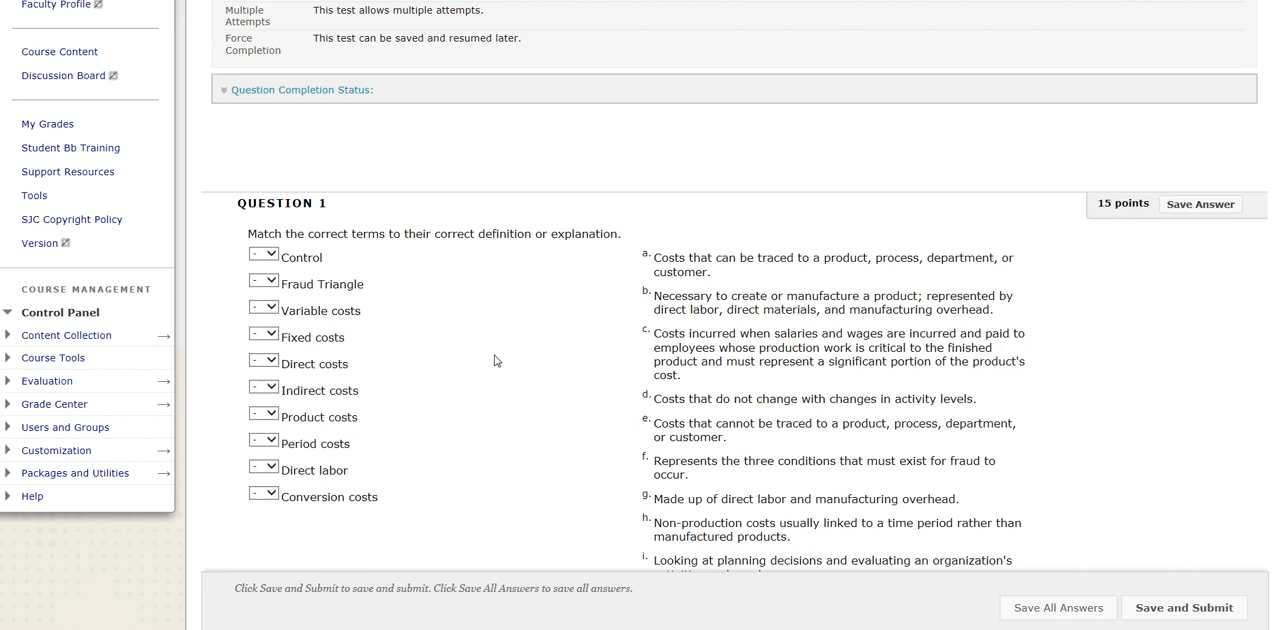 Faculty Profile
Course Content
Discussion Board
My Grades
Student Bb Training
Support Resources
Tools
SJC Copyright Policy
Version
COURSE MANAGEMENT
Control Panel
Content Collection
Course Tools
Evaluation
Grade Center
Users and Groups
Customization
Packages and Utilities
Help
Multiple
Attempts
This test allows multiple attempts.
Force
Completion
This test can be saved and resumed later.
Question Completion Status:
QUESTION 1
15 points
Save Answer
Match the correct terms to their correct definition or explanation.
- Control
- Fraud Triangle
- Variable costs
- Fixed costs
- Direct costs
- Indirect costs
- Product costs
- Period costs
- Direct labor
- Conversion costs
a. Costs that can be traced to a product, process, department, or
customer.
b. Necessary to create or manufacture a product; represented by
direct labor, direct materials, and manufacturing overhead.
c. Costs incurred when salaries and wages are incurred and paid to
employees whose production work is critical to the finished
product and must represent a significant portion of the product's
cost.
d. Costs that do not change with changes in activity levels.
e. Costs that cannot be traced to a product, process, department,
or customer.
f. Represents the three conditions that must exist for fraud to
occur.
g. Made up of direct labor and manufacturing overhead.
h. Non-production costs usually linked to a time period rather than
manufactured products.
i. Looking at planning decisions and evaluating an organization's
Click Save and Submit to save and submit. Click Save All Answers to save all answers.
Save All Answers
Save and Submit